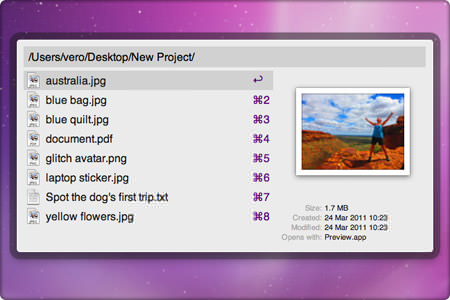 /Users/vero/Desktop/New Project/
australia.jpg ↩
blue bag.jpg ⌘2
blue quilt.jpg ⌘3
document.pdf ⌘4
glitch avatar.png ⌘5
laptop sticker.jpg ⌘6
Spot the dog's first trip.txt ⌘7
yellow flowers.jpg ⌘8
Size: 1.7 MB
Created: 24 Mar 2011 10:23
Modified: 24 Mar 2011 10:23
Opens with: Preview.app